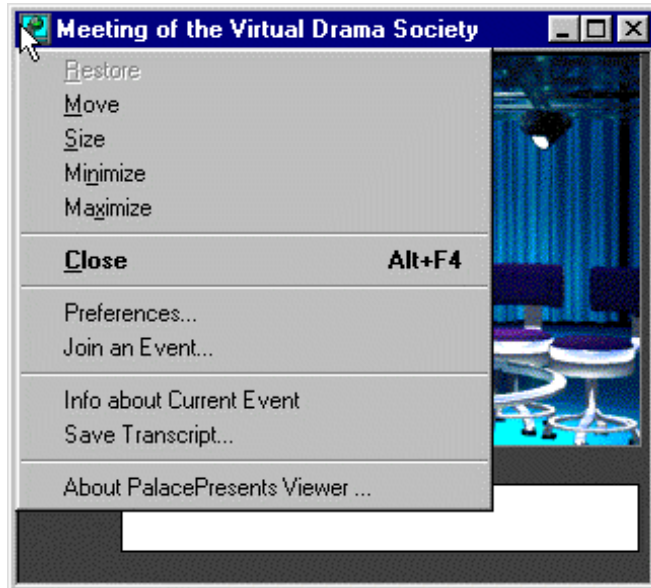 Meeting of the Virtual Drama Society
Restore
Move
Size
Minimize
Maximize
Close Alt+F4
Preferences...
Join an Event...
Info about Current Event
Save Transcript...
About PalacePresents Viewer ...